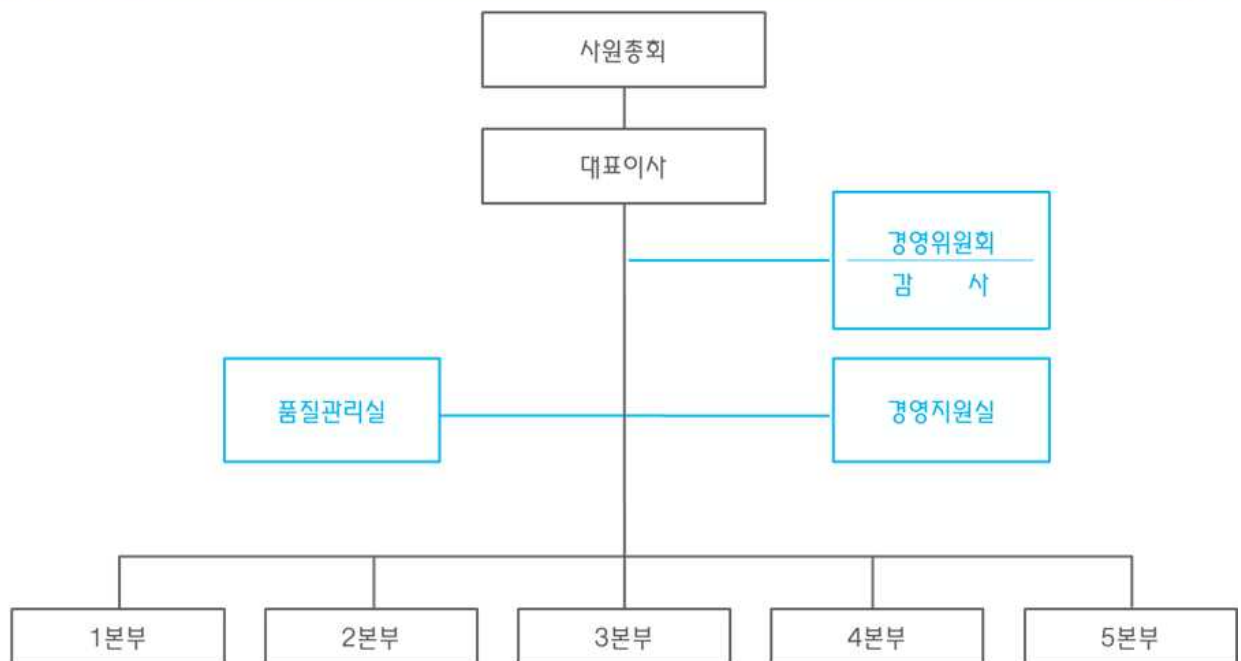 사원총회
대표이사
경영위원회
감 사
품질관리실
경영지원실
1본부
2본부
3본부
4본부
5본부